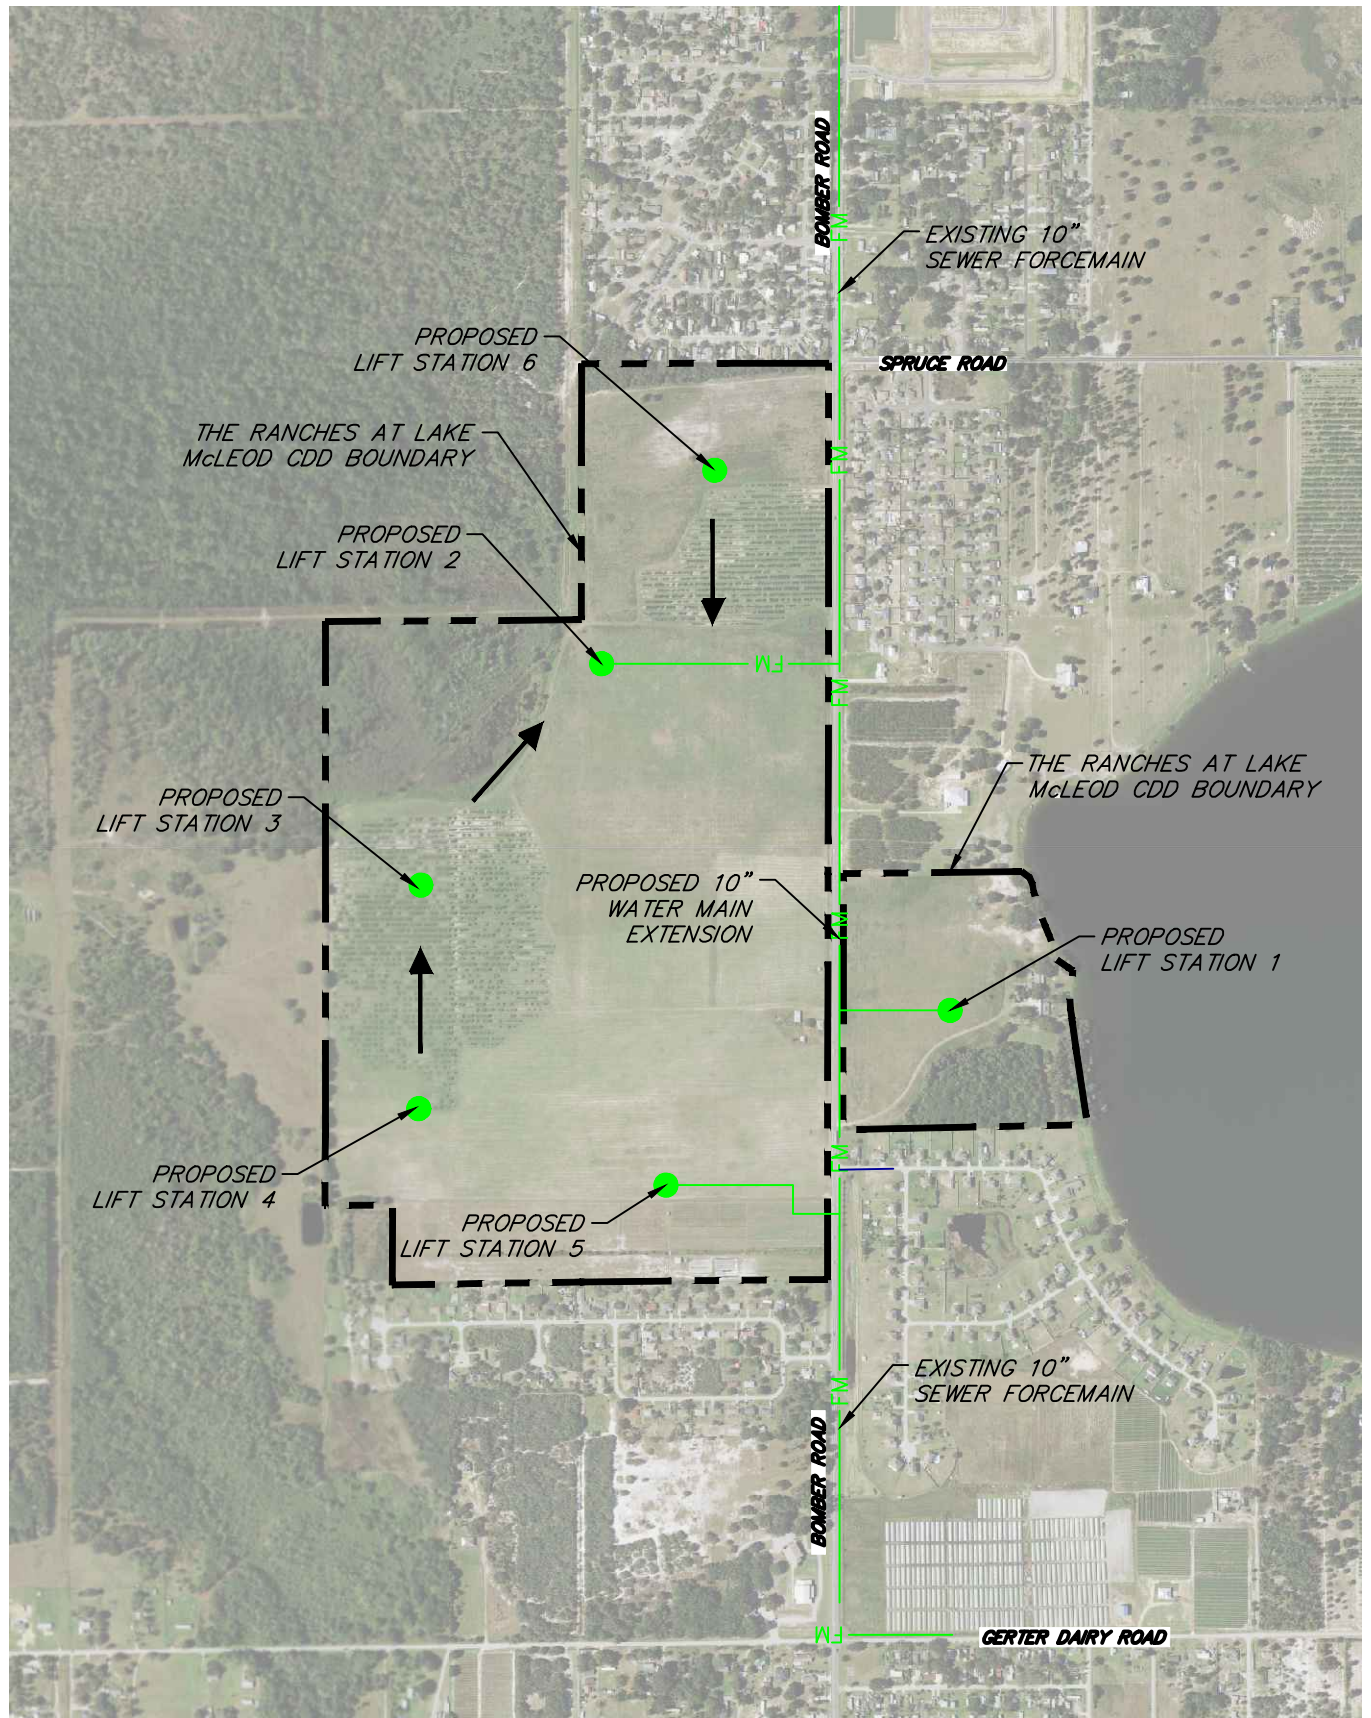 BOMBER ROAD
FM
EXISTING 10"
SEWER FORCEMAIN
PROPOSED
LIFT STATION 6
SPRUCE ROAD
THE RANCHES AT LAKE
McLEOD CDD BOUNDARY
FM
PROPOSED
LIFT STATION 2
FM
FM
THE RANCHES AT LAKE
McLEOD CDD BOUNDARY
PROPOSED
LIFT STATION 3
PROPOSED 10"
WATER MAIN
EXTENSION
FM
PROPOSED
LIFT STATION 1
FM
PROPOSED
LIFT STATION 4
PROPOSED
LIFT STATION 5
EXISTING 10"
SEWER FORCEMAIN
FM
BOMBER ROAD
FM
GERTER DAIRY ROAD